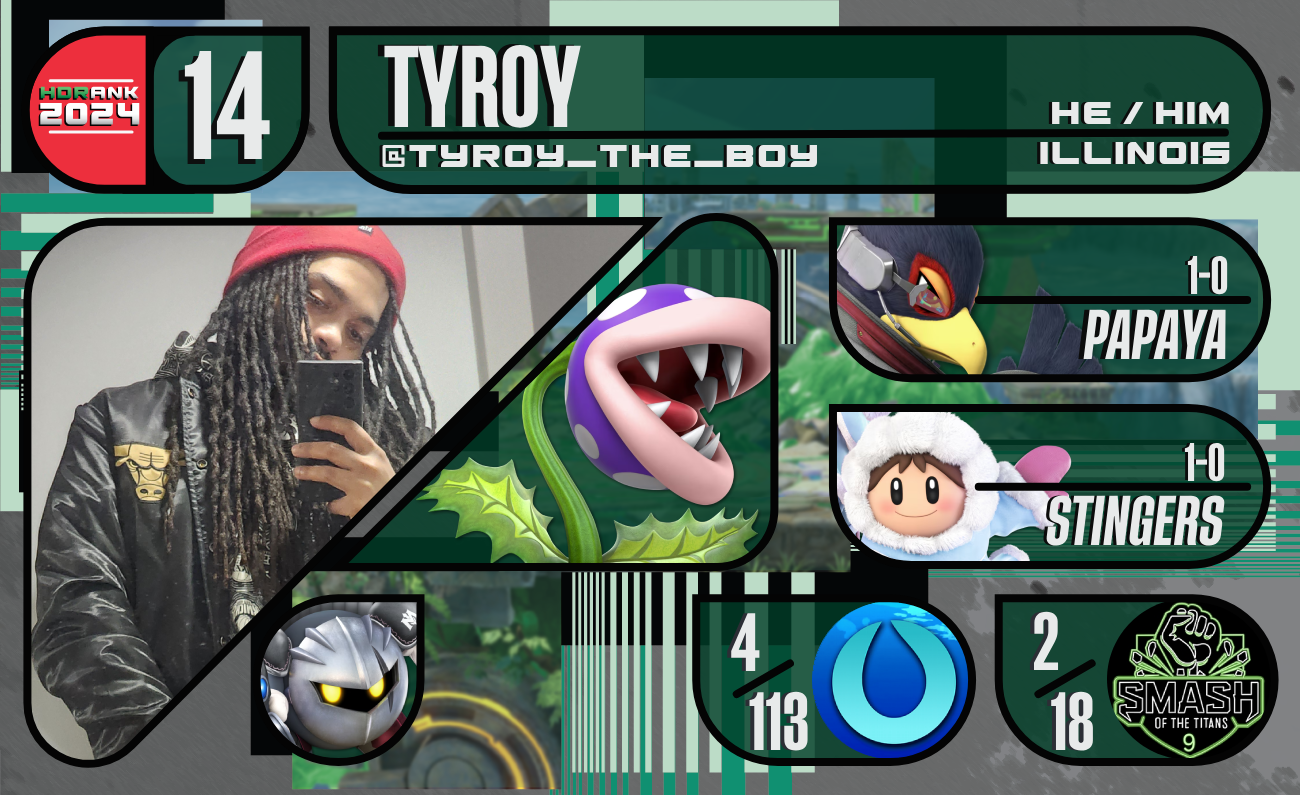 HDRANK
2024
14
TYROY
@TYROY_THE_BOY
HE / HIM
ILLINOIS
1-0
PAPAYA
1-0
STINGERS
4
113
2
18
SMASH
OF THE TITANS
9